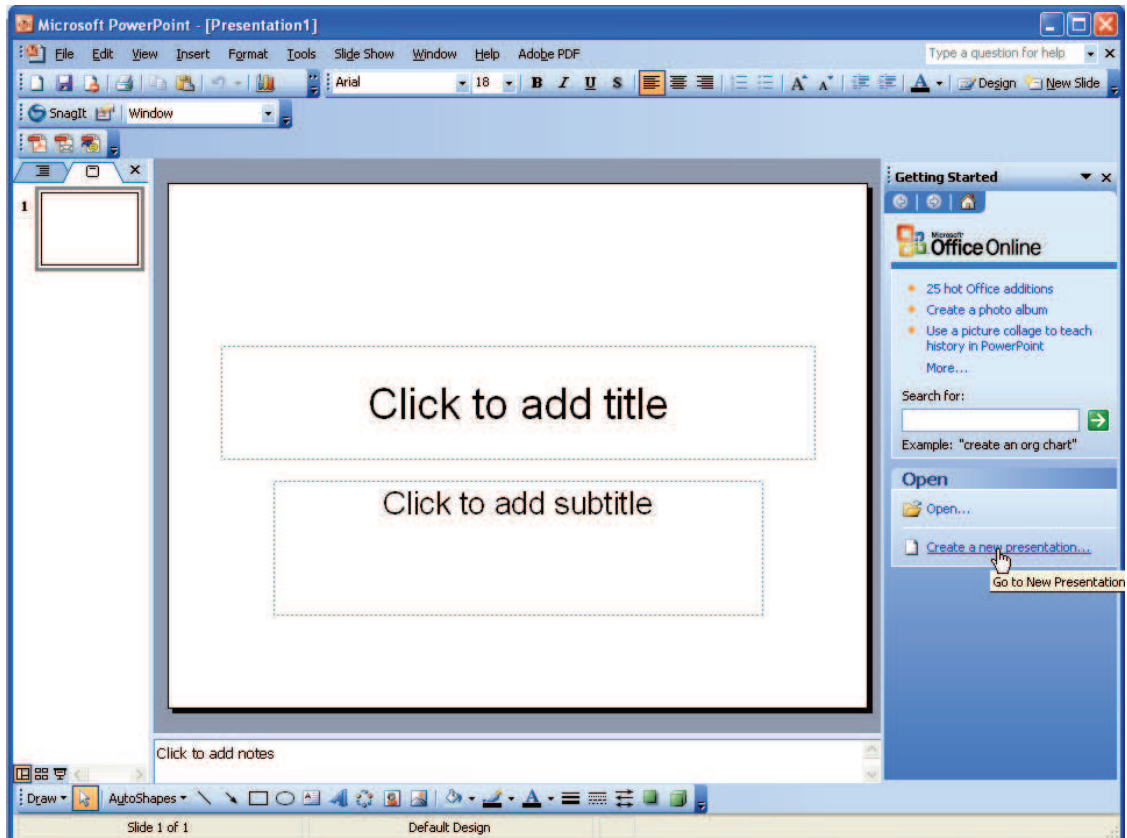 Microsoft PowerPoint - [Presentation1]
File Edit View Insert Format Tools Slide Show Window Help Adobe PDF Type a question for help
Arial 18 B I U S A A A Design New Slide
SnagIt Window
Getting Started
1
Microsoft
Office Online
25 hot Office additions
Create a photo album
Use a picture collage to teach
history in PowerPoint
More...
Search for:
Example: "create an org chart"
Open
Open...
Create a new presentation...
Go to New Presentation
Click to add title
Click to add subtitle
Click to add notes
Draw AutoShapes A A
Slide 1 of 1 Default Design